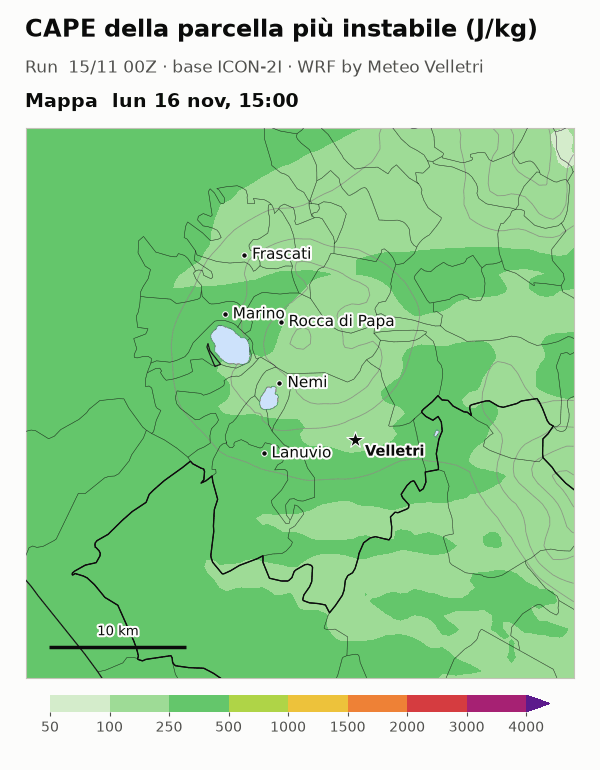 CAPE della parcella più instabile (J/kg)
Run  15/11 00Z · base ICON-2I · WRF by Meteo Velletri
Mappa  lun 16 nov, 15:00
Frascati
Marino
Rocca di Papa
Nemi
Velletri
Lanuvio
10 km
50 100 250 500 1000 1500 2000 3000 4000